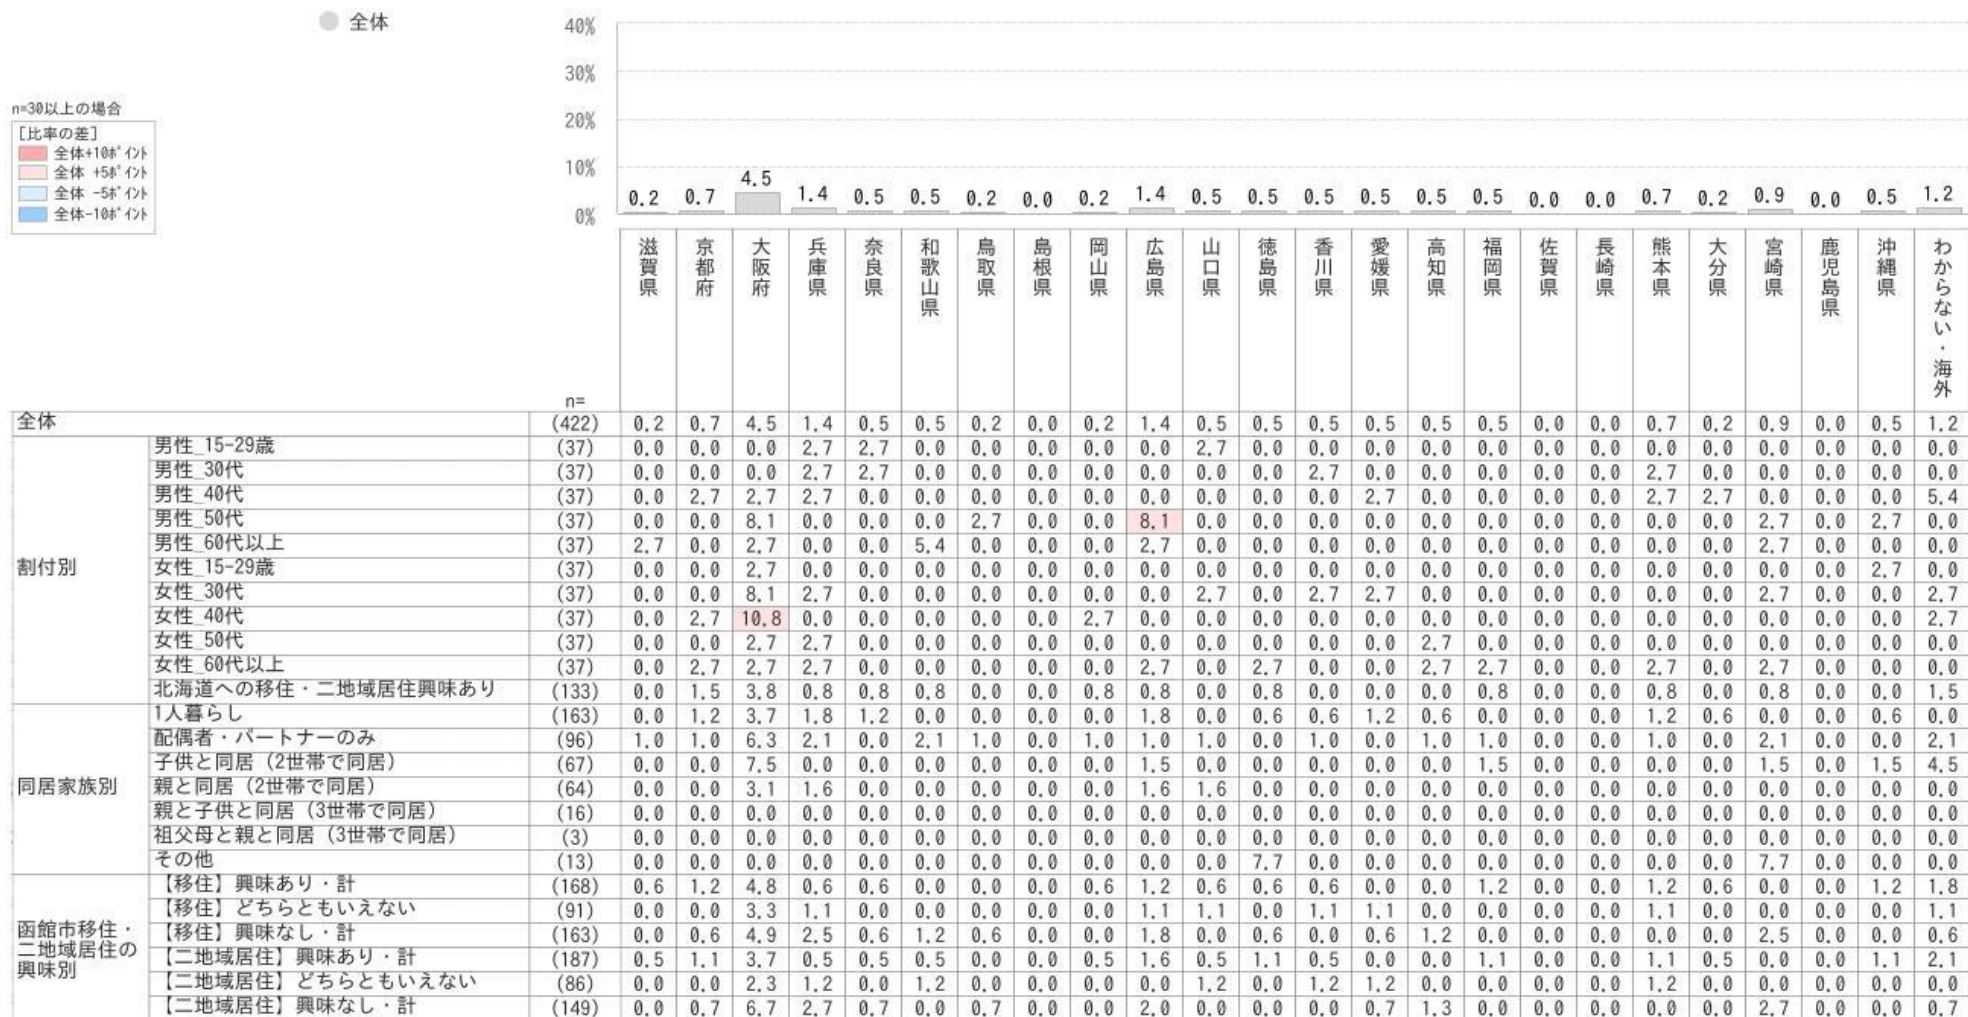 全体
40%
30%
20%
10%
0%
n=30以上の場合
[比率の差]
全体+10ﾎﾟｲﾝﾄ
全体 +5ﾎﾟｲﾝﾄ
全体 -5ﾎﾟｲﾝﾄ
全体-10ﾎﾟｲﾝﾄ
0.2 0.7 4.5 1.4 0.5 0.5 0.2 0.0 0.2 1.4 0.5 0.5 0.5 0.5 0.5 0.5 0.0 0.0 0.7 0.2 0.9 0.0 0.5 1.2
滋賀県 京都府 大阪府 兵庫県 奈良県 和歌山県 鳥取県 島根県 岡山県 広島県 山口県 徳島県 香川県 愛媛県 高知県 福岡県 佐賀県 長崎県 熊本県 大分県 宮崎県 鹿児島県 沖縄県 わからない・海外
n=
全体 (422) 0.2 0.7 4.5 1.4 0.5 0.5 0.2 0.0 0.2 1.4 0.5 0.5 0.5 0.5 0.5 0.5 0.0 0.0 0.7 0.2 0.9 0.0 0.5 1.2
割付別
男性_15-29歳 (37) 0.0 0.0 0.0 2.7 2.7 0.0 0.0 0.0 0.0 0.0 2.7 0.0 0.0 0.0 0.0 0.0 0.0 0.0 0.0 0.0 0.0 0.0 0.0 0.0
男性_30代 (37) 0.0 0.0 0.0 2.7 2.7 0.0 0.0 0.0 0.0 0.0 0.0 0.0 2.7 0.0 0.0 0.0 0.0 0.0 2.7 0.0 0.0 0.0 0.0 0.0
男性_40代 (37) 0.0 2.7 2.7 2.7 0.0 0.0 0.0 0.0 0.0 0.0 0.0 0.0 0.0 2.7 0.0 0.0 0.0 0.0 2.7 2.7 0.0 0.0 0.0 5.4
男性_50代 (37) 0.0 0.0 8.1 0.0 0.0 0.0 2.7 0.0 0.0 8.1 0.0 0.0 0.0 0.0 0.0 0.0 0.0 0.0 0.0 0.0 2.7 0.0 2.7 0.0
男性_60代以上 (37) 2.7 0.0 2.7 0.0 0.0 5.4 0.0 0.0 0.0 2.7 0.0 0.0 0.0 0.0 0.0 0.0 0.0 0.0 0.0 0.0 2.7 0.0 0.0 0.0
女性_15-29歳 (37) 0.0 0.0 2.7 0.0 0.0 0.0 0.0 0.0 0.0 0.0 0.0 0.0 0.0 0.0 0.0 0.0 0.0 0.0 0.0 0.0 0.0 0.0 2.7 0.0
女性_30代 (37) 0.0 0.0 8.1 2.7 0.0 0.0 0.0 0.0 0.0 0.0 2.7 0.0 2.7 2.7 0.0 0.0 0.0 0.0 0.0 0.0 2.7 0.0 0.0 2.7
女性_40代 (37) 0.0 2.7 10.8 0.0 0.0 0.0 0.0 0.0 2.7 0.0 0.0 0.0 0.0 0.0 0.0 0.0 0.0 0.0 0.0 0.0 0.0 0.0 0.0 2.7
女性_50代 (37) 0.0 0.0 2.7 2.7 0.0 0.0 0.0 0.0 0.0 0.0 0.0 0.0 0.0 0.0 2.7 0.0 0.0 0.0 0.0 0.0 0.0 0.0 0.0 0.0
女性_60代以上 (37) 0.0 2.7 2.7 2.7 0.0 0.0 0.0 0.0 0.0 2.7 0.0 2.7 0.0 0.0 2.7 2.7 0.0 0.0 2.7 0.0 2.7 0.0 0.0 0.0
北海道への移住・二地域居住興味あり (133) 0.0 1.5 3.8 0.8 0.8 0.8 0.0 0.0 0.8 0.8 0.0 0.8 0.0 0.0 0.0 0.8 0.0 0.0 0.8 0.0 0.8 0.0 0.0 1.5
同居家族別
1人暮らし (163) 0.0 1.2 3.7 1.8 1.2 0.0 0.0 0.0 0.0 1.8 0.0 0.6 0.6 1.2 0.6 0.0 0.0 0.0 1.2 0.6 0.0 0.0 0.6 0.0
配偶者・パートナーのみ (96) 1.0 1.0 6.3 2.1 0.0 2.1 1.0 0.0 1.0 1.0 1.0 0.0 1.0 0.0 1.0 1.0 0.0 0.0 1.0 0.0 2.1 0.0 0.0 2.1
子供と同居（2世帯で同居） (67) 0.0 0.0 7.5 0.0 0.0 0.0 0.0 0.0 0.0 1.5 0.0 0.0 0.0 0.0 0.0 1.5 0.0 0.0 0.0 0.0 1.5 0.0 1.5 4.5
親と同居（2世帯で同居） (64) 0.0 0.0 3.1 1.6 0.0 0.0 0.0 0.0 0.0 1.6 1.6 0.0 0.0 0.0 0.0 0.0 0.0 0.0 0.0 0.0 0.0 0.0 0.0 0.0
親と子供と同居（3世帯で同居） (16) 0.0 0.0 0.0 0.0 0.0 0.0 0.0 0.0 0.0 0.0 0.0 0.0 0.0 0.0 0.0 0.0 0.0 0.0 0.0 0.0 0.0 0.0 0.0 0.0
祖父母と親と同居（3世帯で同居） (3) 0.0 0.0 0.0 0.0 0.0 0.0 0.0 0.0 0.0 0.0 0.0 0.0 0.0 0.0 0.0 0.0 0.0 0.0 0.0 0.0 0.0 0.0 0.0 0.0
その他 (13) 0.0 0.0 0.0 0.0 0.0 0.0 0.0 0.0 0.0 0.0 0.0 7.7 0.0 0.0 0.0 0.0 0.0 0.0 0.0 0.0 7.7 0.0 0.0 0.0
函館市移住・
二地域居住の
興味別
【移住】興味あり・計 (168) 0.6 1.2 4.8 0.6 0.6 0.0 0.0 0.0 0.6 1.2 0.6 0.6 0.6 0.0 0.0 1.2 0.0 0.0 1.2 0.6 0.0 0.0 1.2 1.8
【移住】どちらともいえない (91) 0.0 0.0 3.3 1.1 0.0 0.0 0.0 0.0 0.0 1.1 1.1 0.0 1.1 1.1 0.0 0.0 0.0 0.0 1.1 0.0 0.0 0.0 0.0 1.1
【移住】興味なし・計 (163) 0.0 0.6 4.9 2.5 0.6 1.2 0.6 0.0 0.0 1.8 0.0 0.6 0.0 0.6 1.2 0.0 0.0 0.0 0.0 0.0 2.5 0.0 0.0 0.6
【二地域居住】興味あり・計 (187) 0.5 1.1 3.7 0.5 0.5 0.5 0.0 0.0 0.5 1.6 0.5 1.1 0.5 0.0 0.0 1.1 0.0 0.0 1.1 0.5 0.0 0.0 1.1 2.1
【二地域居住】どちらともいえない (86) 0.0 0.0 2.3 1.2 0.0 1.2 0.0 0.0 0.0 0.0 1.2 0.0 1.2 1.2 0.0 0.0 0.0 0.0 1.2 0.0 0.0 0.0 0.0 0.0
【二地域居住】興味なし・計 (149) 0.0 0.7 6.7 2.7 0.7 0.0 0.7 0.0 0.0 2.0 0.0 0.0 0.0 0.7 1.3 0.0 0.0 0.0 0.0 0.0 2.7 0.0 0.0 0.7